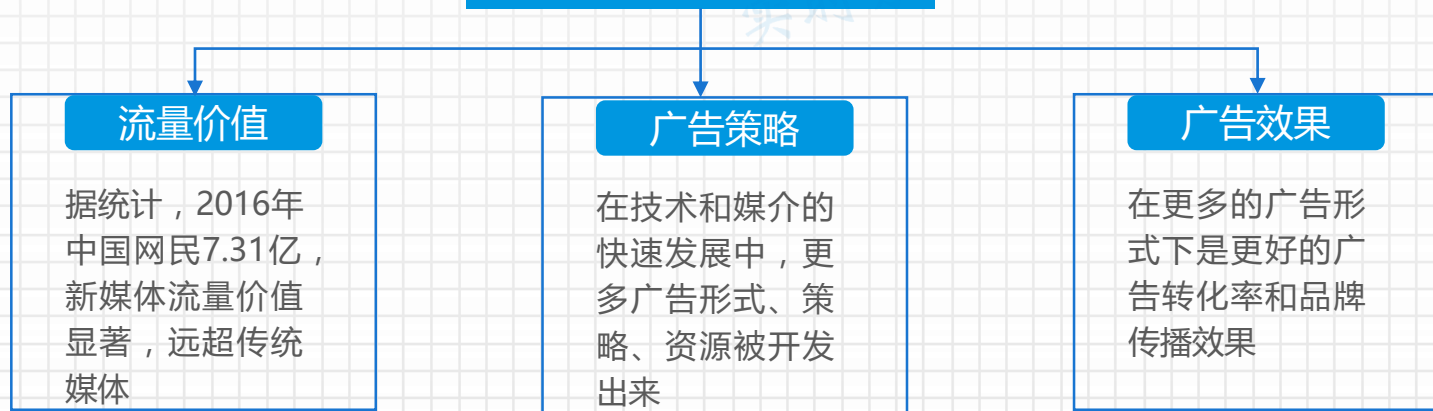 流量价值
据统计，2016年
中国网民7.31亿，
新媒体流量价值
显著，远超传统
媒体
广告策略
在技术和媒介的
快速发展中，更
多广告形式、策
略、资源被开发
出来
广告效果
在更多的广告形
式下是更好的广
告转化率和品牌
传播效果